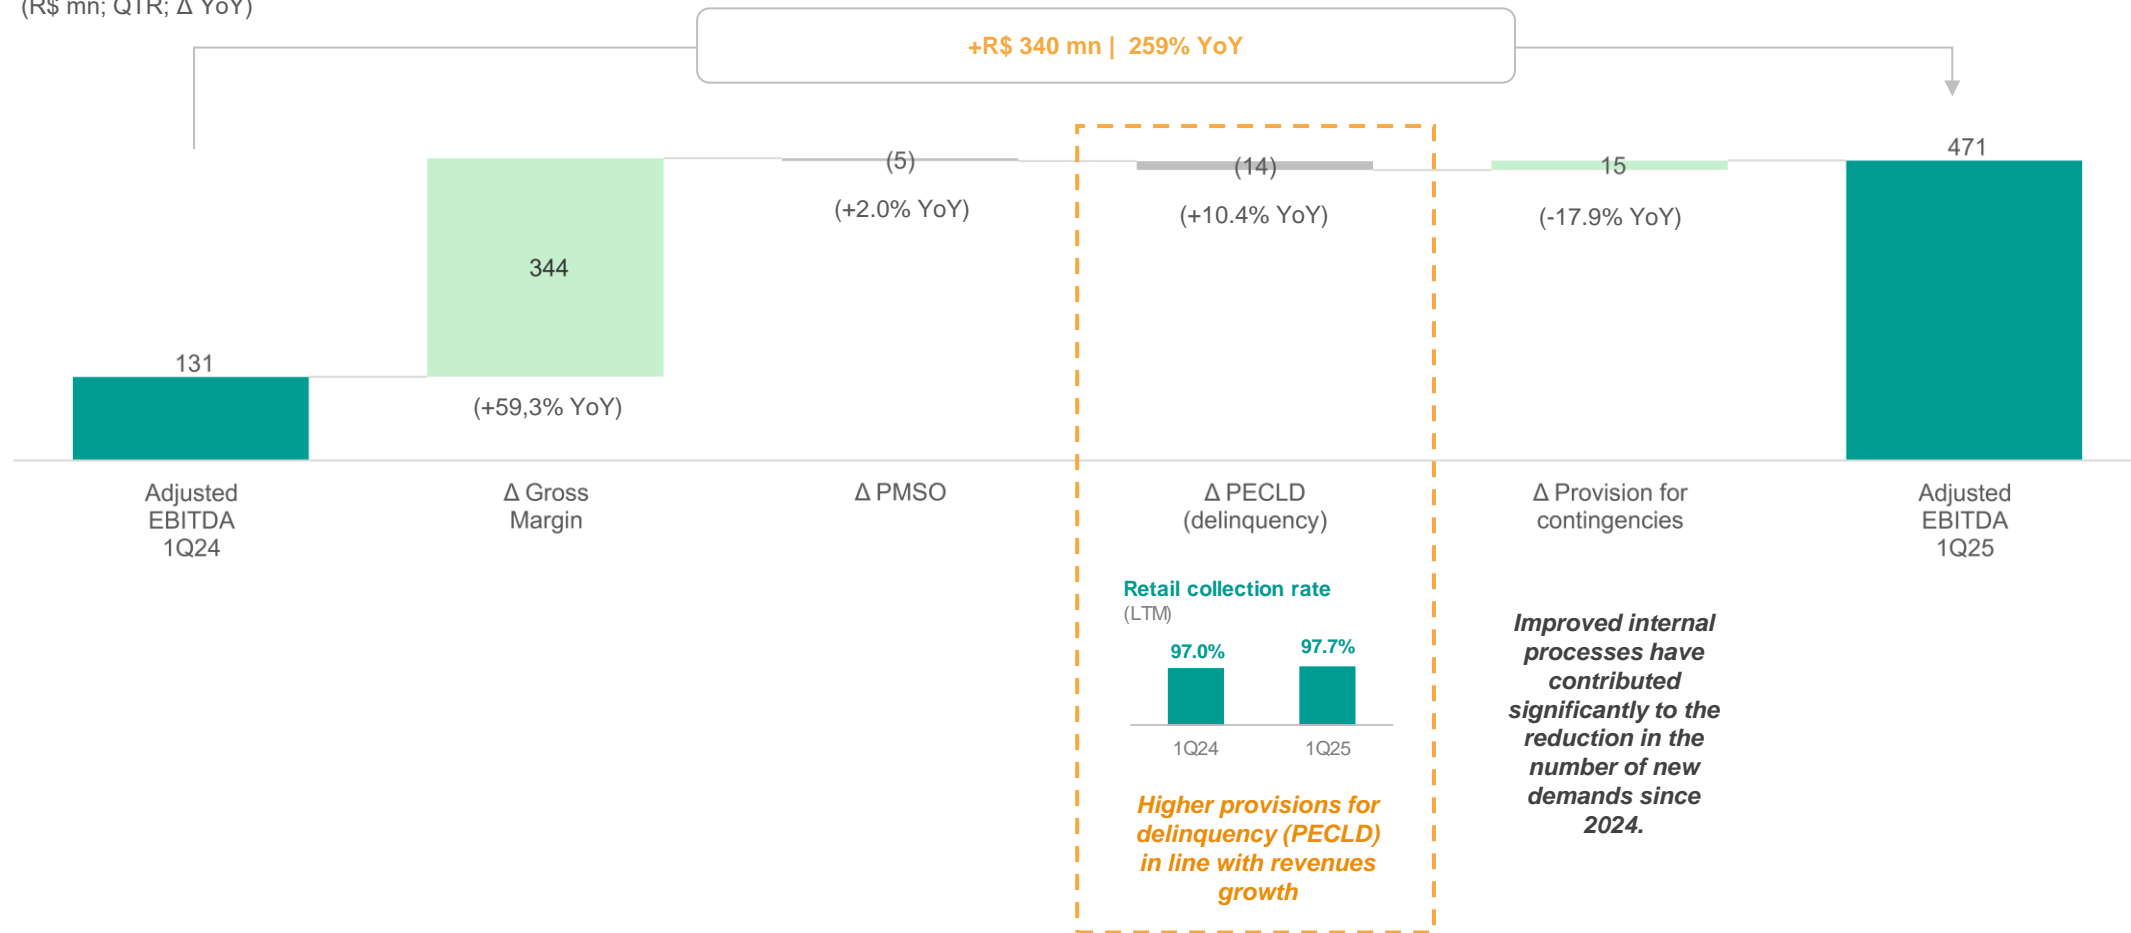 (R$ mn; QTR; Δ YoY)
+R$ 340 mn | 259% YoY
131
344
(+59,3% YoY)
(5)
(+2.0% YoY)
(14)
(+10.4% YoY)
15
(-17.9% YoY)
471
Adjusted
EBITDA
1Q24
Δ Gross
Margin
Δ PMSO
Δ PECLD
(delinquency)
Δ Provision for
contingencies
Adjusted
EBITDA
1Q25
Retail collection rate
(LTM)
97.0%
97.7%
1Q24
1Q25
Higher provisions for
delinquency (PECLD)
in line with revenues
growth
Improved internal
processes have
contributed
significantly to the
reduction in the
number of new
demands since
2024.